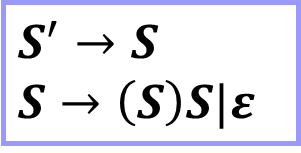 S′ → S
S → (S)S|ε